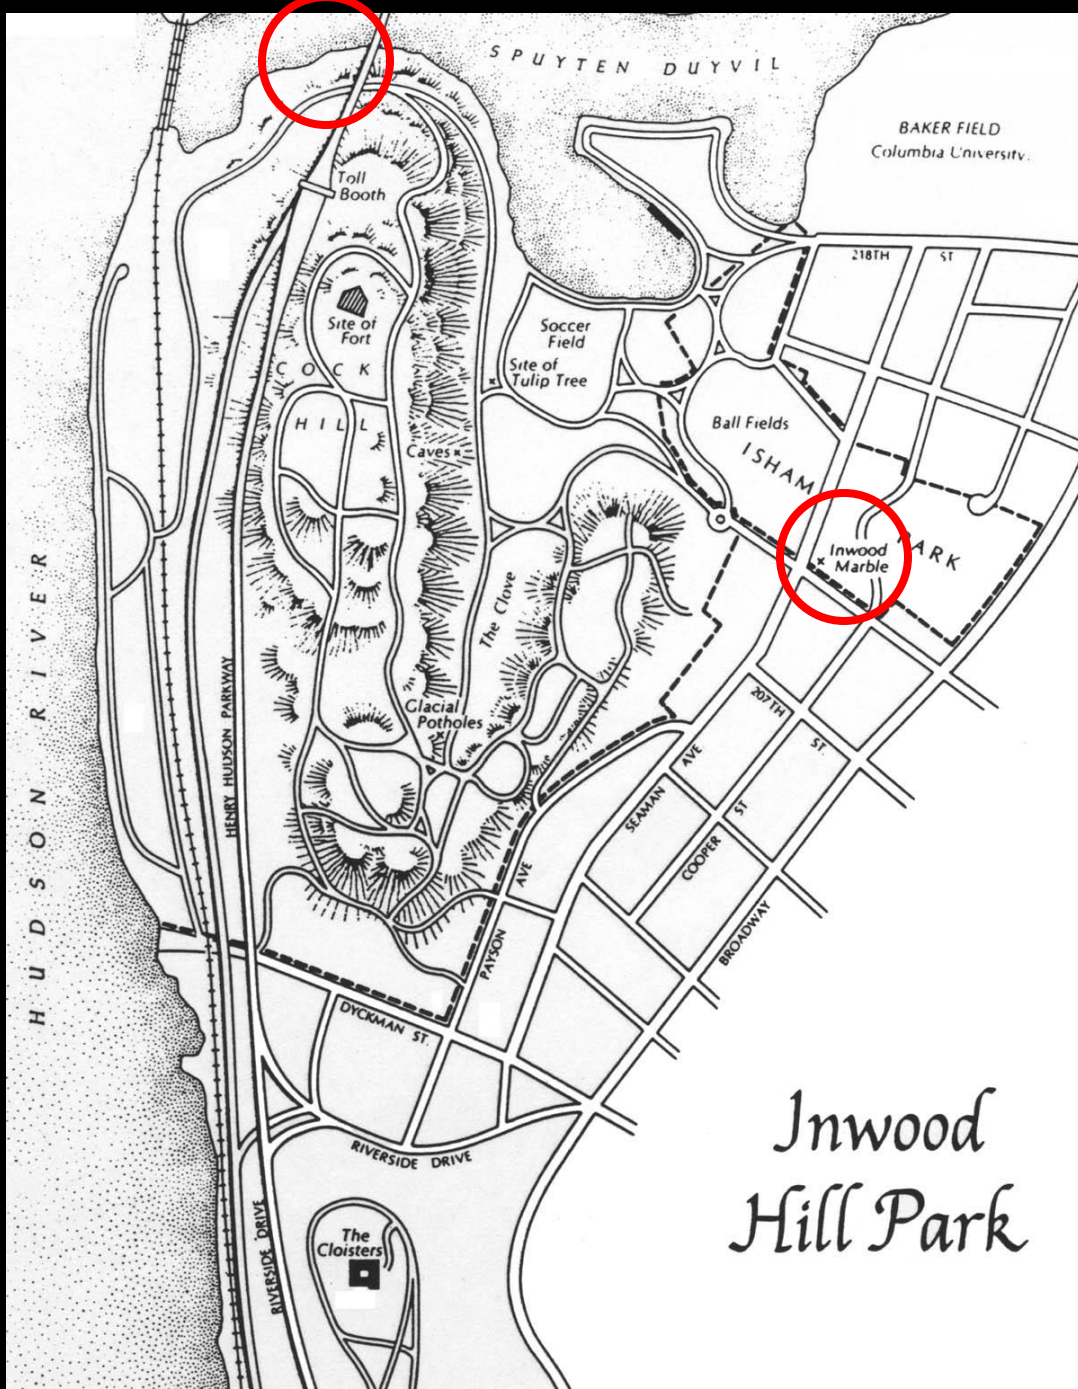 SPUYTEN DUYVIL
BAKER FIELD
Columbia University.
Toll
Booth
218TH ST
Site of
Fort
Soccer
Field
Site of
Tulip Tree
COCK
HILL
Ball Fields
Caves
ISHAM
PARK
Inwood
Marble
HUDSON RIVER
The Clove
HENRY HUDSON PARKWAY
Glacial
Potholes
207TH ST.
SEAMAN AVE
COOPER ST
PAYSON AVE
BROADWAY
DYCKMAN ST.
RIVERSIDE DRIVE
RIVERSIDE DRIVE
The
Cloisters
Inwood
Hill Park